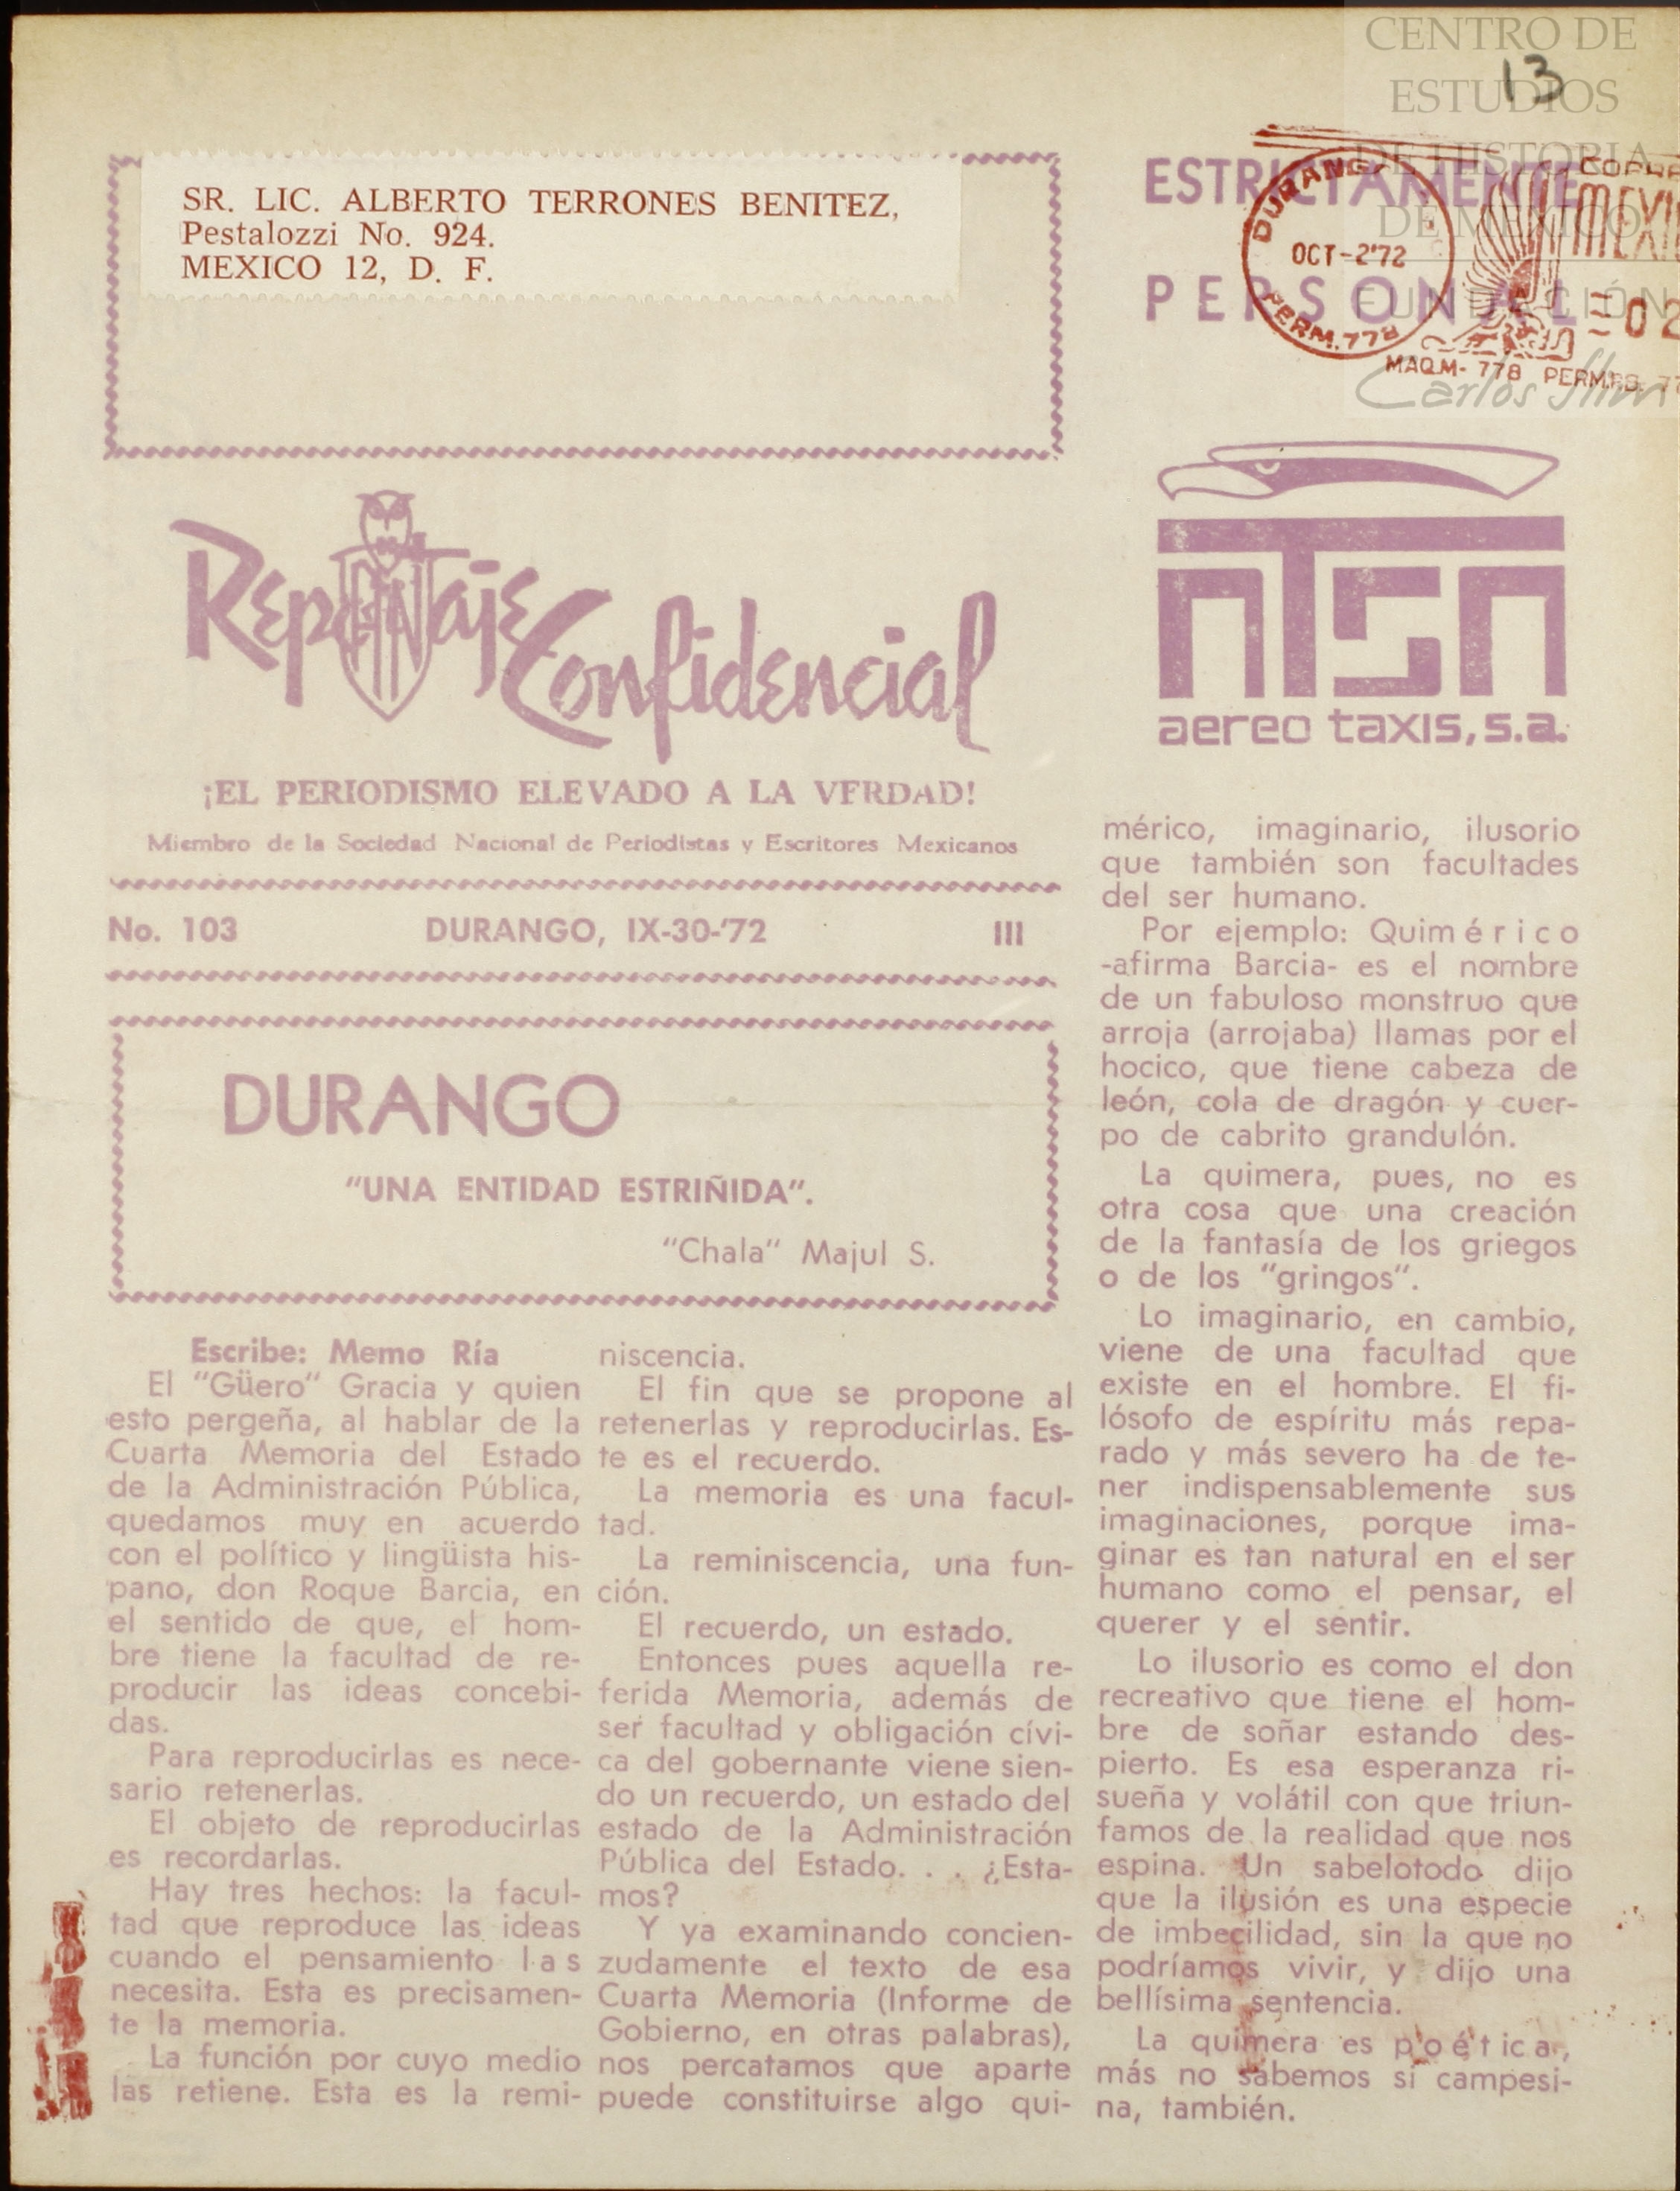 CENTRO DE
ESTUDIOS
DE HISTORIA
DE MÉXICO
FUNDACIÓN
Carlos Slim
13
SR. LIC. ALBERTO TERRONES BENITEZ,
Pestalozzi No. 924.
MEXICO 12, D. F.
ESTRICTAMENTE
PERSONAL
DURANGO
OCT-2'72
PERM. 778
MEXI
02
MAQ.M- 778
Reportaje
Confidencial
¡EL PERIODISMO ELEVADO A LA VERDAD!
Miembro de la Sociedad Nacional de Periodistas y Escritores Mexicanos
No. 103 DURANGO, IX-30-'72 III
ATSA
aereo taxis, s.a.
DURANGO
"UNA ENTIDAD ESTRIÑIDA".
"Chala" Majul S.
Escribe: Memo Ría
El "Güero" Gracia y quien
esto pergeña, al hablar de la
Cuarta Memoria del Estado
de la Administración Pública,
quedamos muy en acuerdo
con el político y lingüista his-
pano, don Roque Barcia, en
el sentido de que, el hom-
bre tiene la facultad de re-
producir las ideas concebi-
das.
Para reproducirlas es nece-
sario retenerlas.
El objeto de reproducirlas
es recordarlas.
Hay tres hechos: la facul-
tad que reproduce las ideas
cuando el pensamiento las
necesita. Esta es precisamen-
te la memoria.
La función por cuyo medio
las retiene. Esta es la remi-
niscencia.
El fin que se propone al
retenerlas y reproducirlas. Es-
te es el recuerdo.
La memoria es una facul-
tad.
La reminiscencia, una fun-
ción.
El recuerdo, un estado.
Entonces pues aquella re-
ferida Memoria, además de
ser facultad y obligación cívi-
ca del gobernante viene sien-
do un recuerdo, un estado del
estado de la Administración
Pública del Estado. . . ¿Esta-
mos?
Y ya examinando concien-
zudamente el texto de esa
Cuarta Memoria (Informe de
Gobierno, en otras palabras),
nos percatamos que aparte
puede constituirse algo qui-
mérico, imaginario, ilusorio
que también son facultades
del ser humano.
Por ejemplo: Quimérico
-afirma Barcia- es el nombre
de un fabuloso monstruo que
arroja (arrojaba) llamas por el
hocico, que tiene cabeza de
león, cola de dragón y cuer-
po de cabrito grandulón.
La quimera, pues, no es
otra cosa que una creación
de la fantasía de los griegos
o de los "gringos".
Lo imaginario, en cambio,
viene de una facultad que
existe en el hombre. El fi-
lósofo de espíritu más repa-
rado y más severo ha de te-
ner indispensablemente sus
imaginaciones, porque ima-
ginar es tan natural en el ser
humano como el pensar, el
querer y el sentir.
Lo ilusorio es como el don
recreativo que tiene el hom-
bre de soñar estando des-
pierto. Es esa esperanza ri-
sueña y volátil con que triun-
famos de la realidad que nos
espina. Un sabelotodo dijo
que la ilusión es una especie
de imbecilidad, sin la que no
podríamos vivir, y dijo una
bellísima sentencia.
La quimera es poética,
más no sabemos si campesi-
na, también.